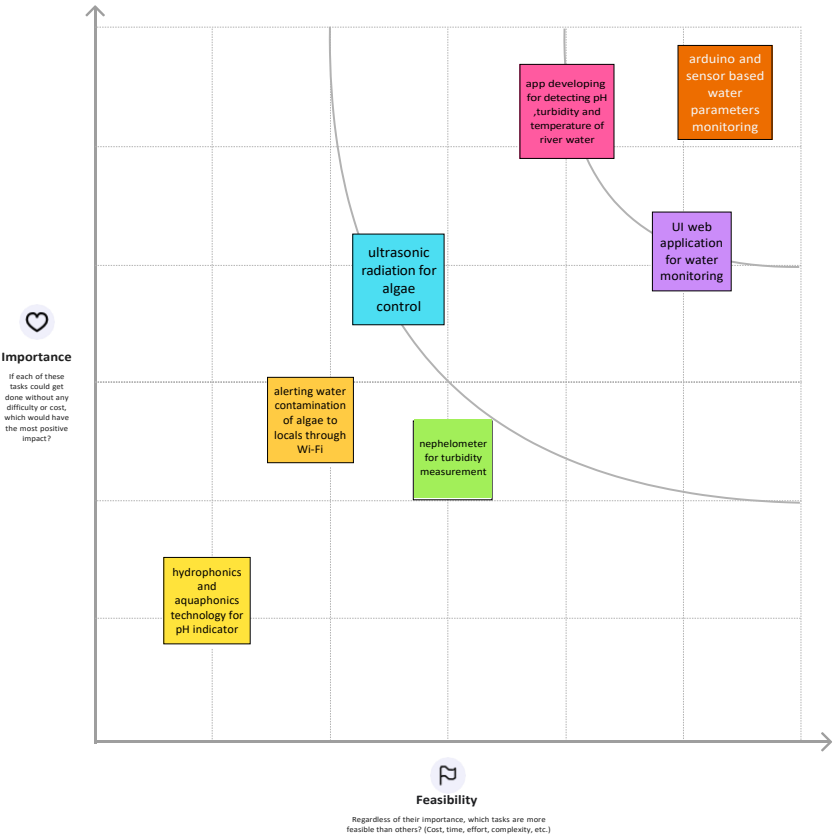 arduino and
sensor based
water
parameters
monitoring
app developing
for detecting pH
,turbidity and
temperature of
river water
UI web
application
for water
monitoring
ultrasonic
radiation for
algae
control
Importance
If each of these
tasks could get
done without any
difficulty or cost,
which would have
the most positive
impact?
alerting water
contamination
of algae to
locals through
Wi-Fi
nephelometer
for turbidity
measurement
hydrophonics
and
aquaphonics
technology for
pH indicator
Feasibility
Regardless of their importance, which tasks are more
feasible than others? (Cost, time, effort, complexity, etc.)